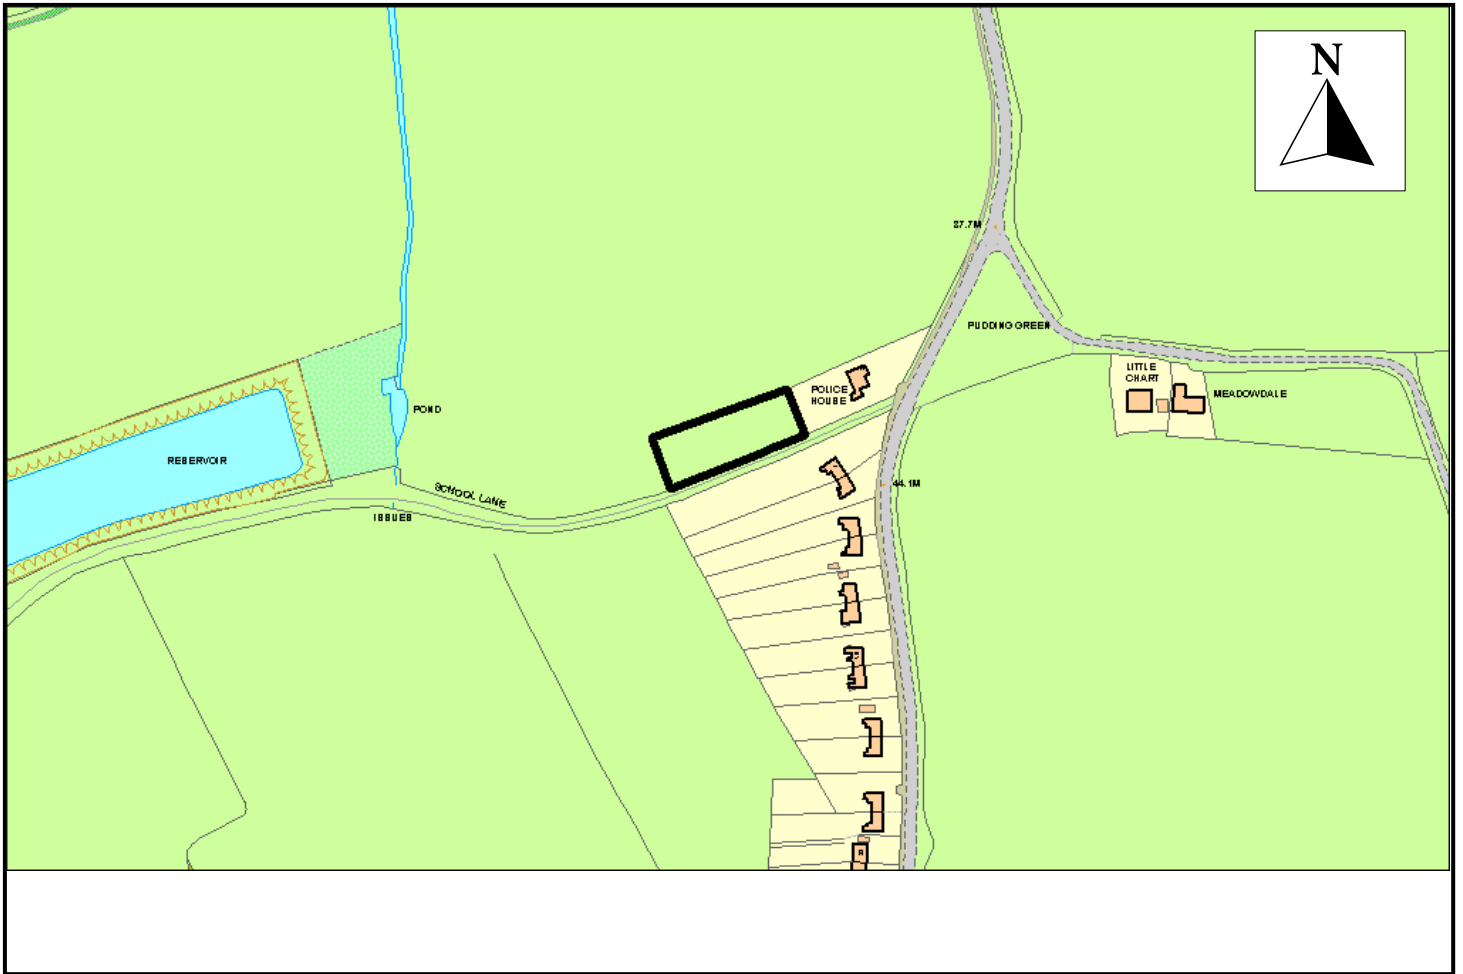 N
37.7M
PUDDING GREEN
LITTLE
CHART
MEADOWDALE
POLICE
HOUSE
POND
RESERVOIR
SCHOOL LANE
44.1M
ISSUES